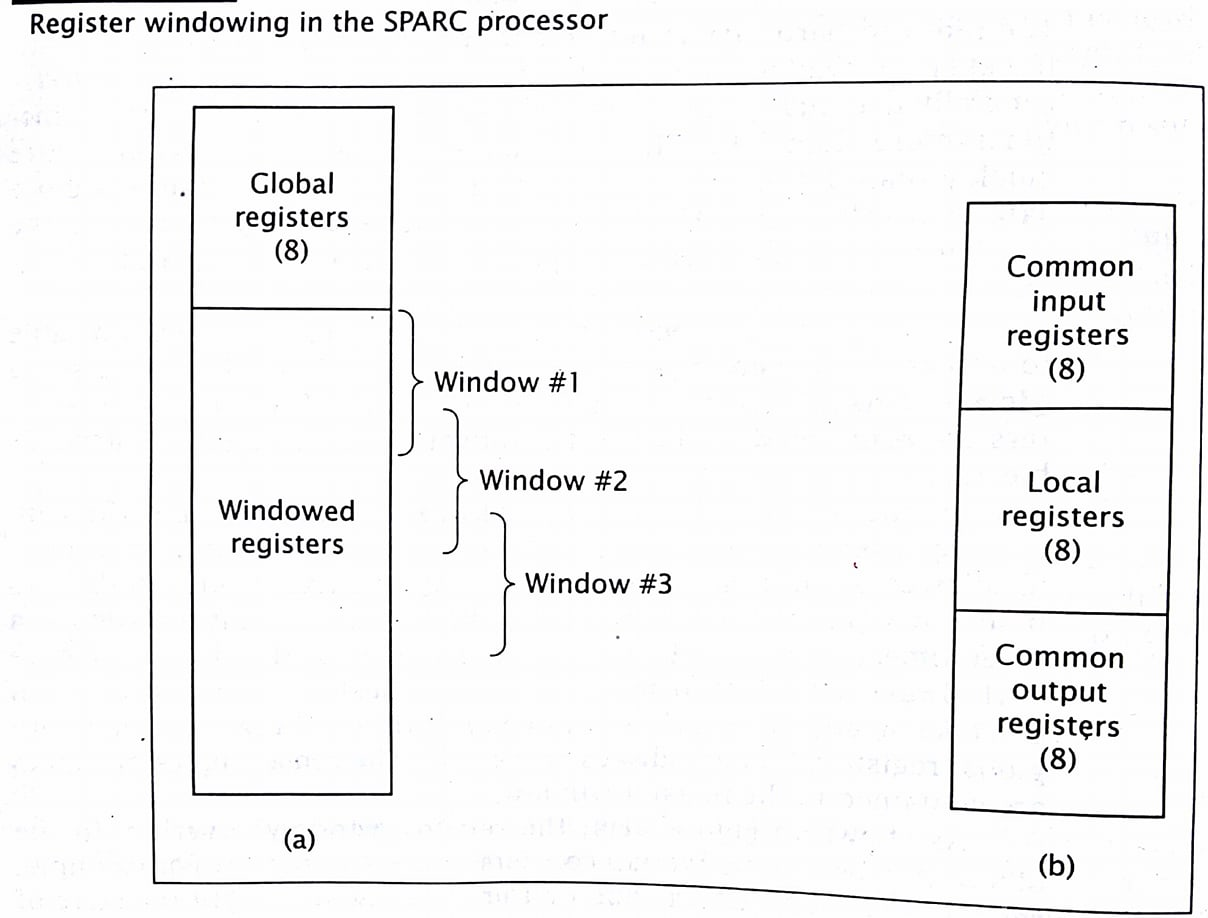 Register windowing in the SPARC processor
Global
registers
(8)
Windowed
registers
Window #1
Window #2
Window #3
(a)
Common
input
registers
(8)
Local
registers
(8)
Common
output
registers
(8)
(b)